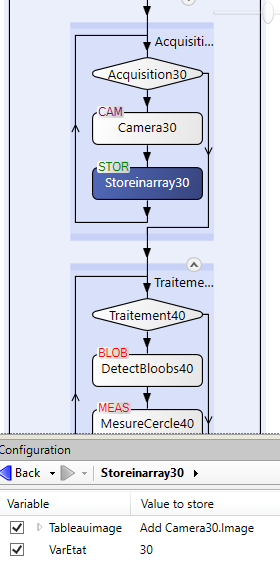 Acquisiti...
Acquisition30
CAM
Camera30
STOR
Storeinarray30
Traiteme...
Traitement40
BLOB
DetectBloobs40
MEAS
MesureCercle40
Configuration
Back Storeinarray30
Variable Value to store
Tableauimage Add Camera30.Image
VarEtat 30